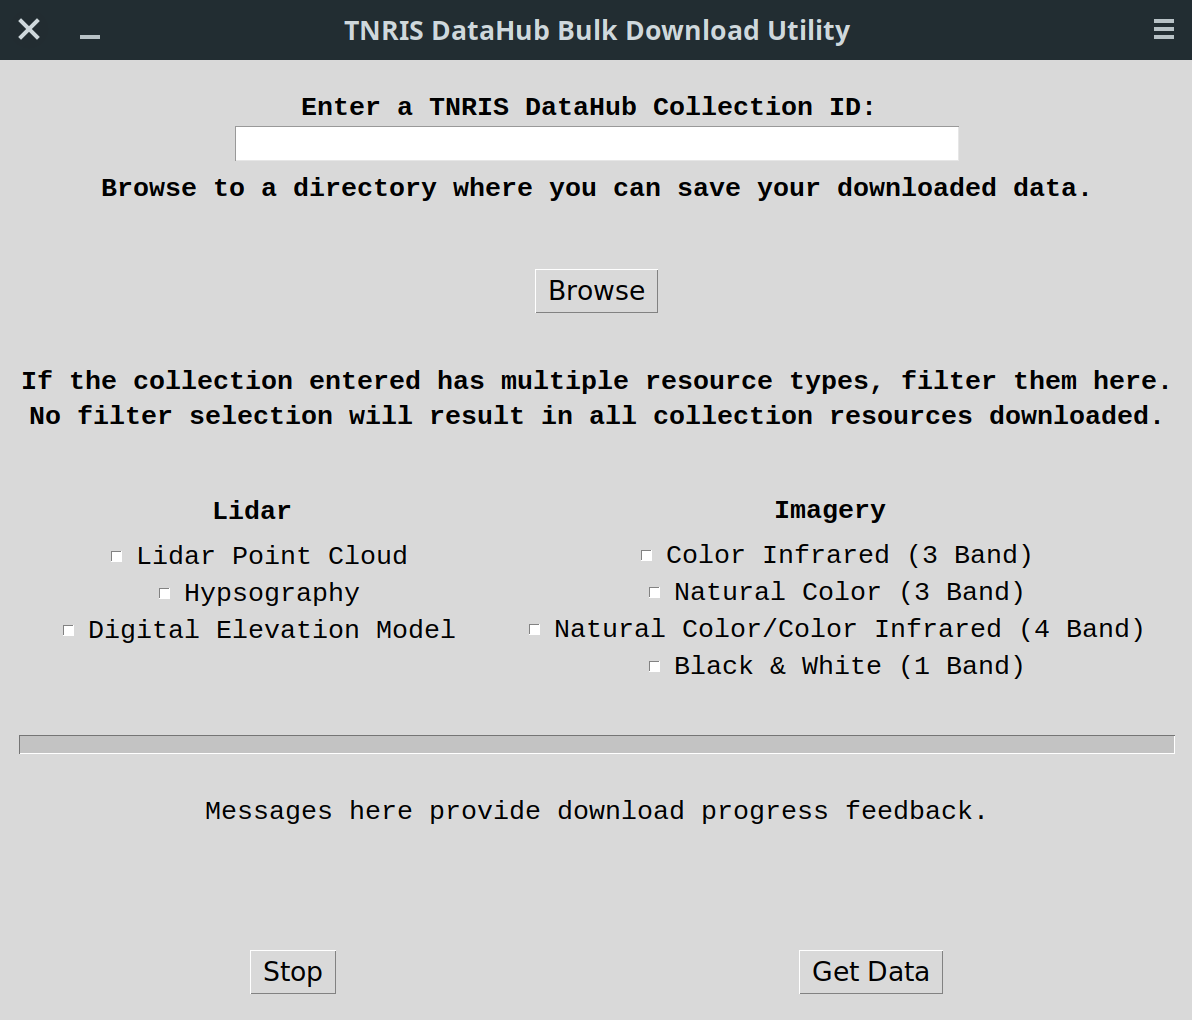 TNRIS DataHub Bulk Download Utility
Enter a TNRIS DataHub Collection ID:
Browse to a directory where you can save your downloaded data.
Browse
If the collection entered has multiple resource types, filter them here.
No filter selection will result in all collection resources downloaded.
Lidar
Lidar Point Cloud
Hypsography
Digital Elevation Model
Imagery
Color Infrared (3 Band)
Natural Color (3 Band)
Natural Color/Color Infrared (4 Band)
Black & White (1 Band)
Messages here provide download progress feedback.
Stop
Get Data